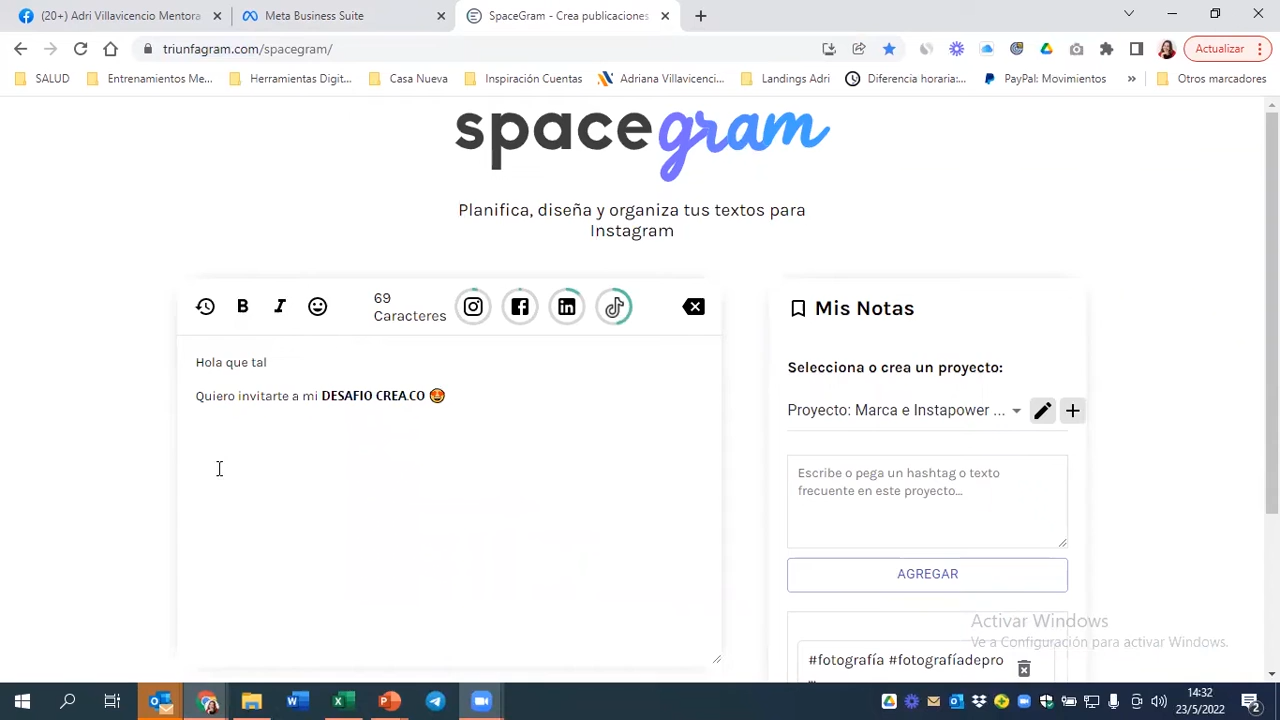 (20+) Adri Villavicencio Mentora
Meta Business Suite
SpaceGram - Crea publicaciones
triunfagram.com/spacegram/
Actualizar
SALUD
Entrenamientos Me...
Herramientas Digit...
Casa Nueva
Inspiración Cuentas
Adriana Villavicenci...
Landings Adri
Diferencia horaria:...
PayPal: Movimientos
»
Otros marcadores
spacegram
Planifica, diseña y organiza tus textos para
Instagram
B I
69
Caracteres
Hola que tal
Quiero invitarte a mi DESAFIO CREA.CO 🤩
Mis Notas
Selecciona o crea un proyecto:
Proyecto: Marca e Instapower ...
Escribe o pega un hashtag o texto
frecuente en este proyecto...
AGREGAR
#fotografía #fotografíadepro
Activar Windows
Ve a Configuración para activar Windows.
14:32
23/5/2022
2